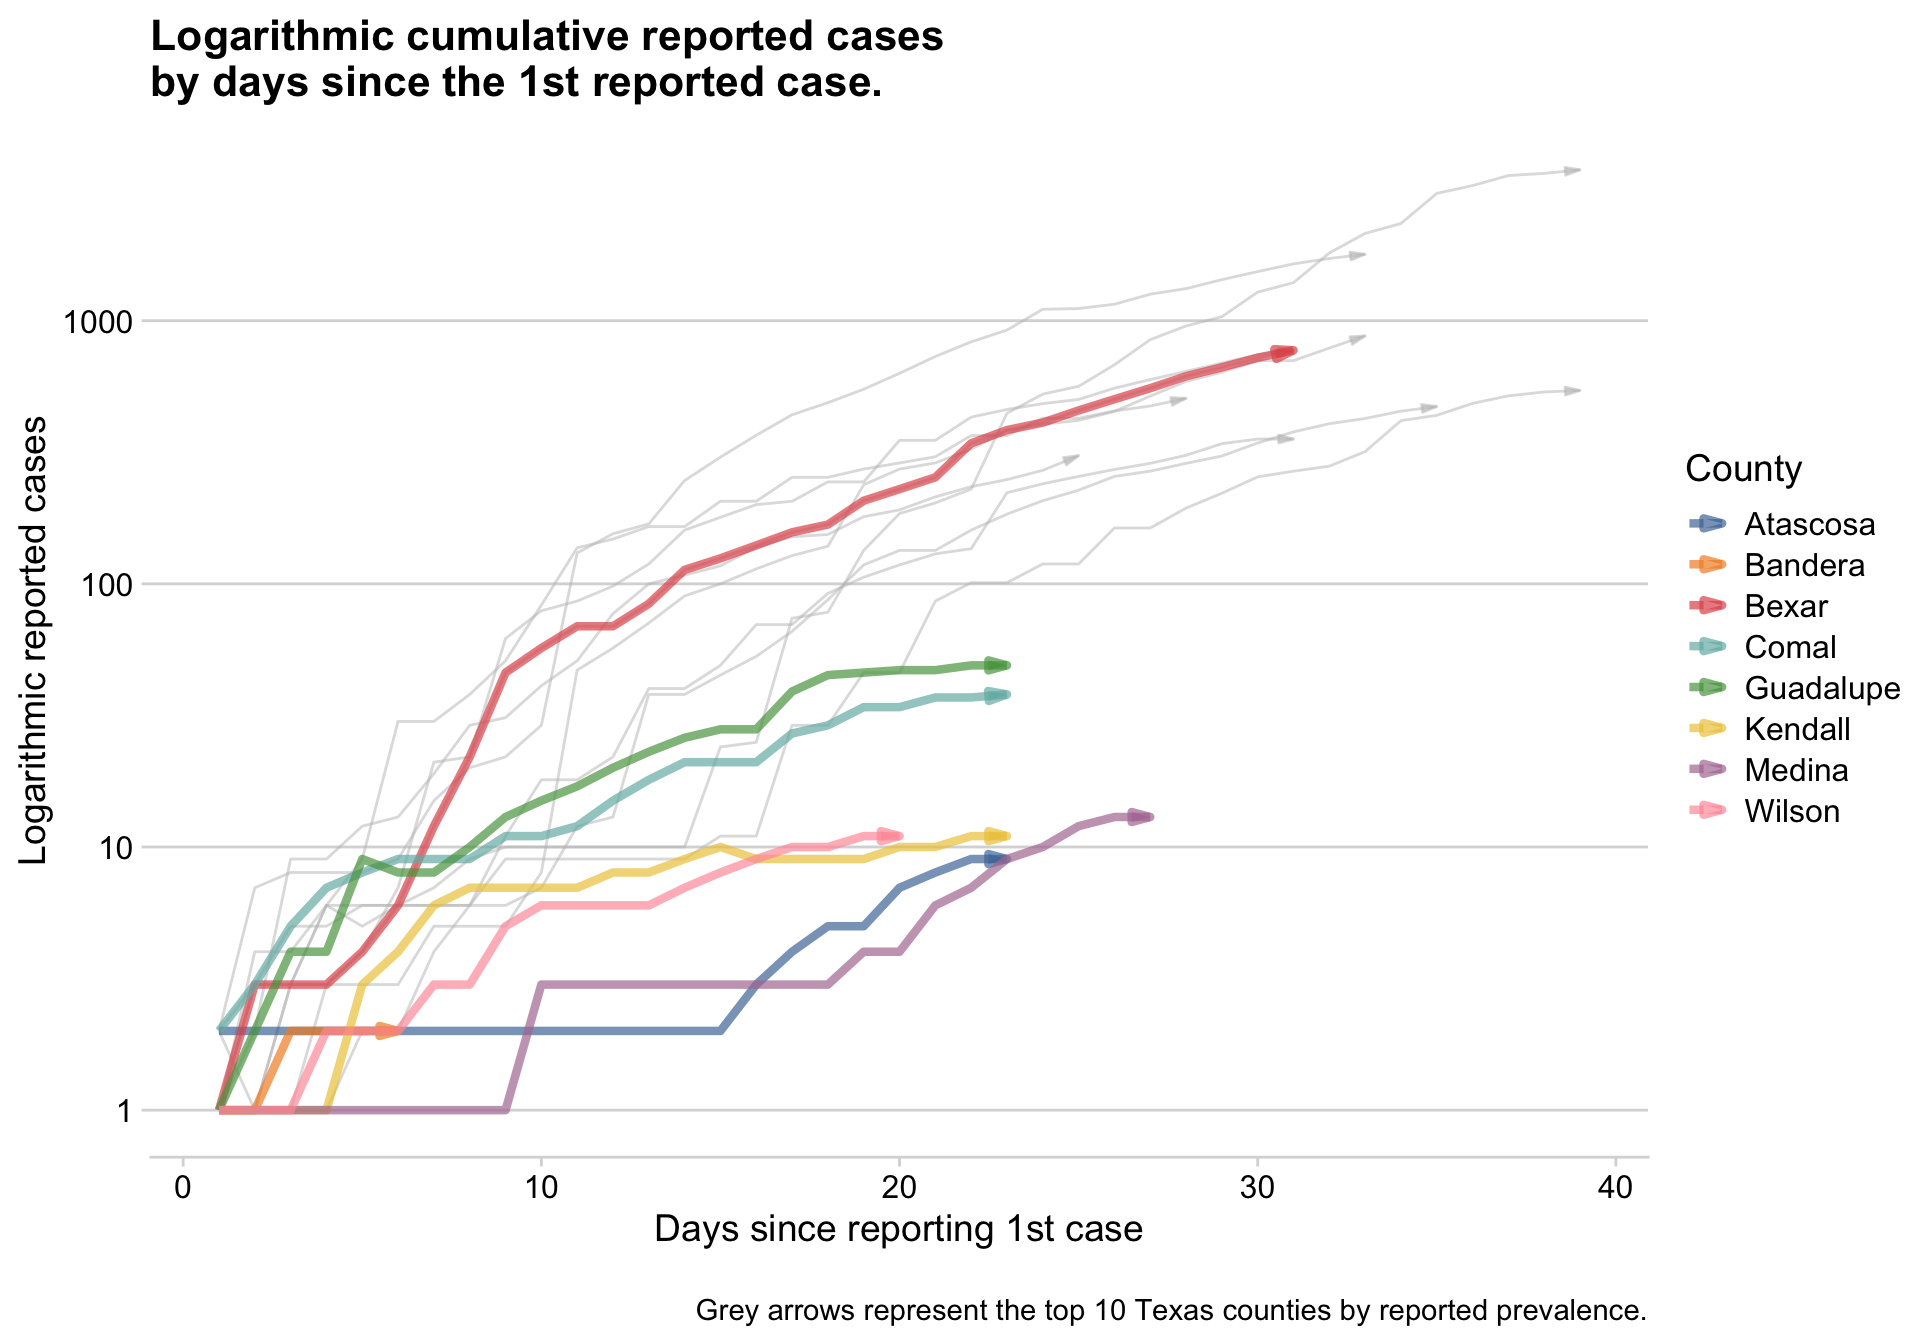 Logarithmic cumulative reported cases
by days since the 1st reported case.
Logarithmic reported cases
1000
100
10
1
0 10 20 30 40
Days since reporting 1st case
County
Atascosa
Bandera
Bexar
Comal
Guadalupe
Kendall
Medina
Wilson
Grey arrows represent the top 10 Texas counties by reported prevalence.